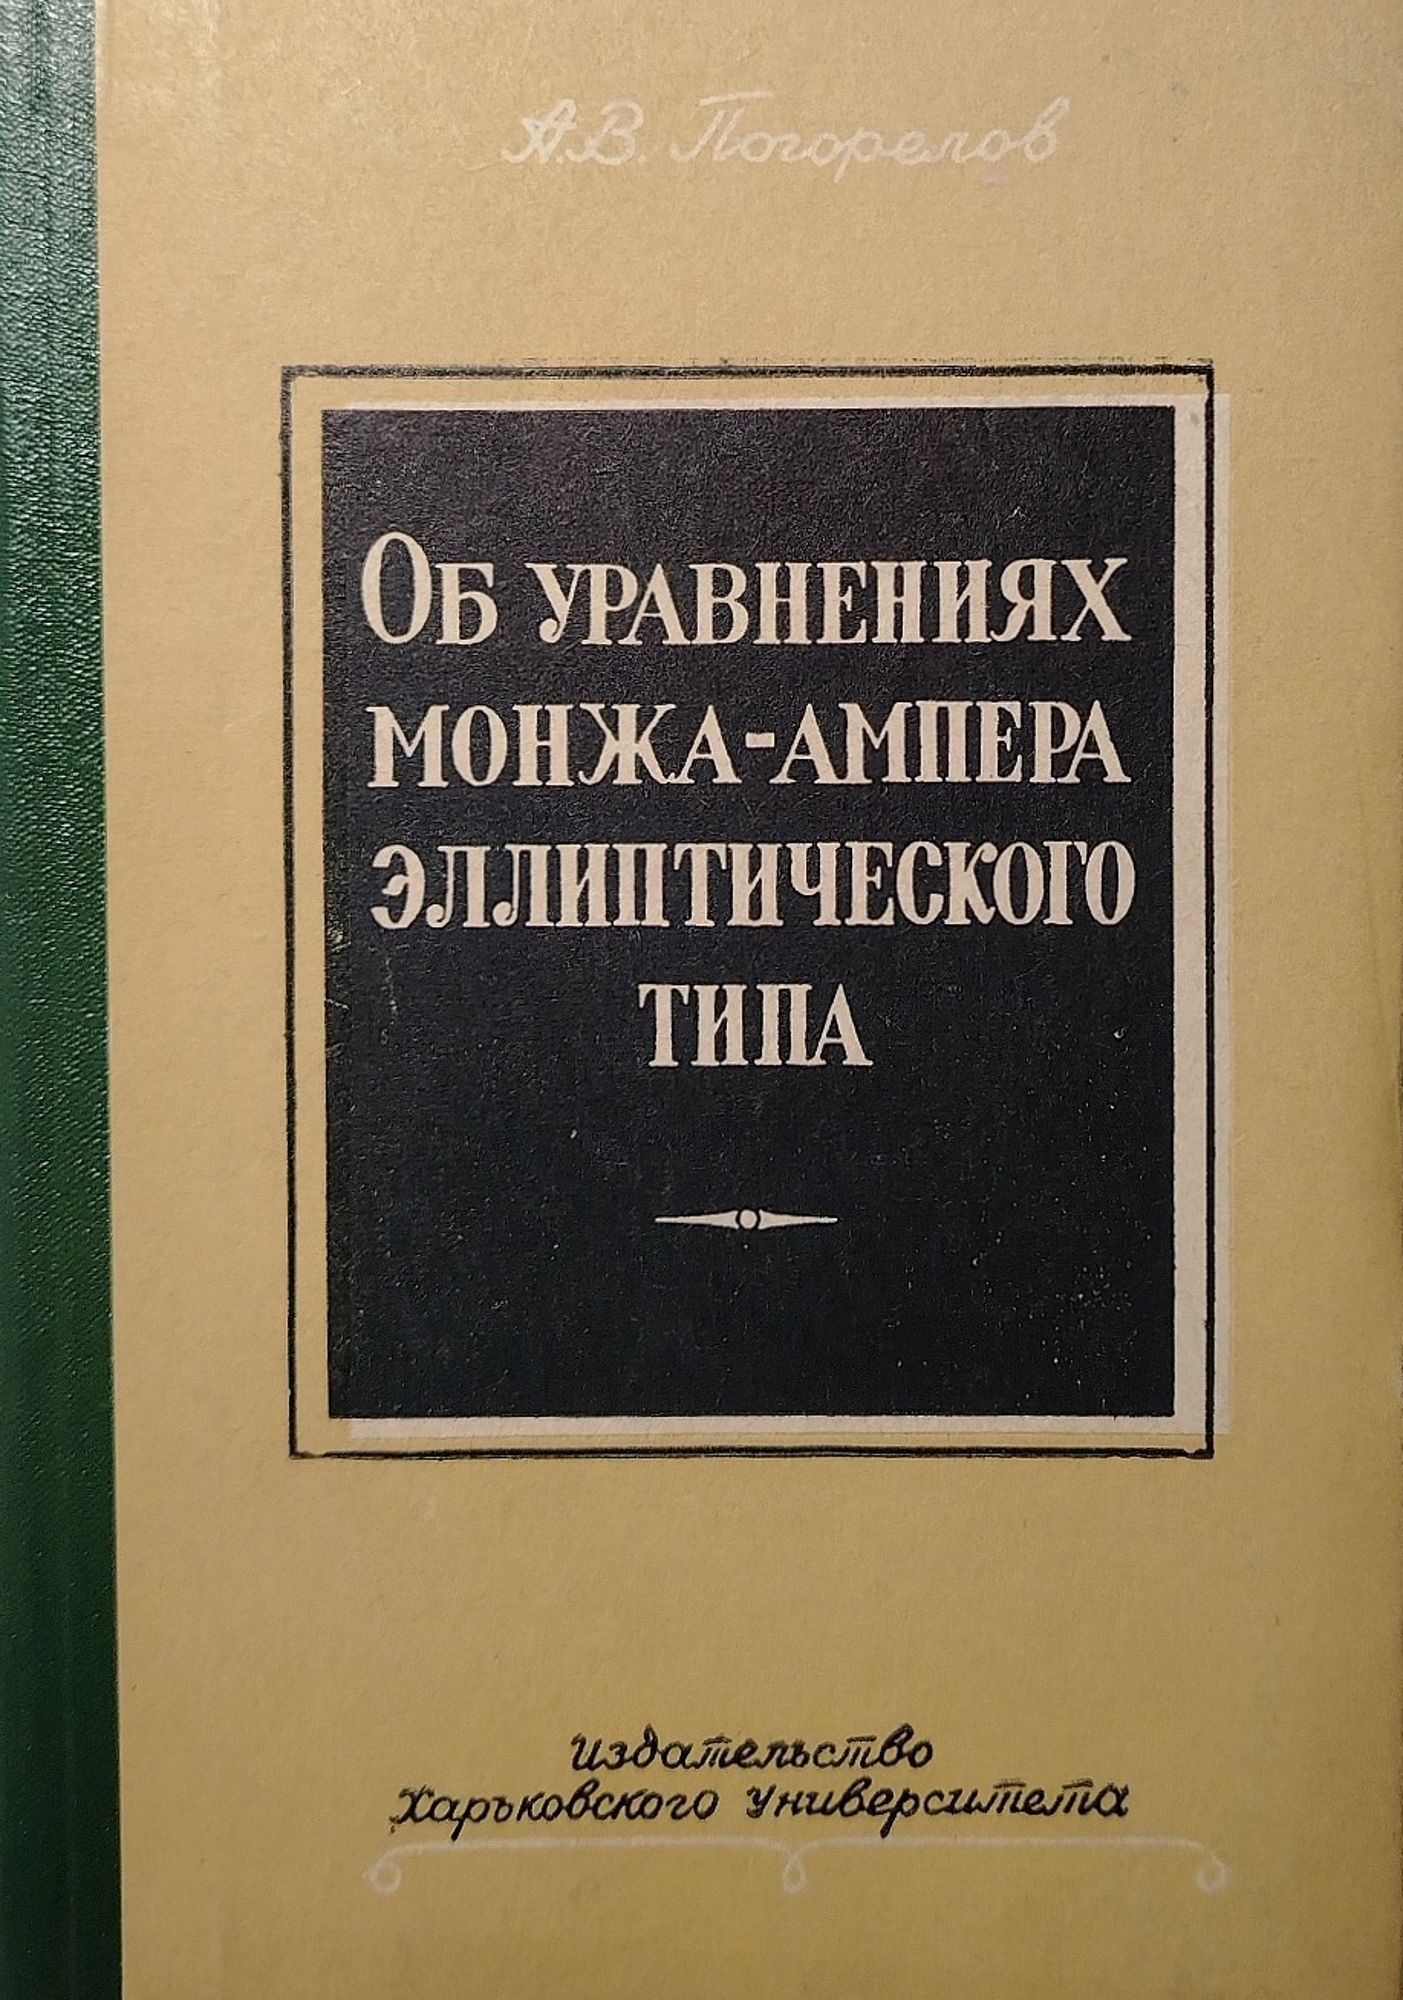 А.В. Погорелов
Об уравнениях
Монжа-Ампера
эллиптического
типа
издательство
Харьковского университета